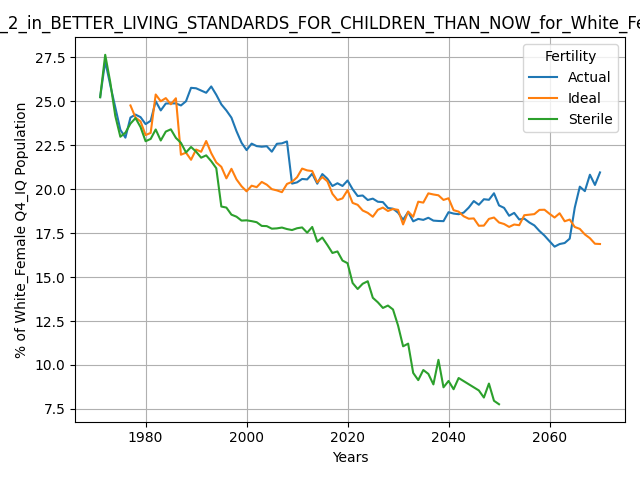 _2_in_BETTER_LIVING_STANDARDS_FOR_CHILDREN_THAN_NOW_for_White_Fe
% of White_Female Q4_IQ Population
27.5
25.0
22.5
20.0
17.5
15.0
12.5
10.0
7.5
Fertility
Actual
Ideal
Sterile
1980
2000
2020
2040
2060
Years